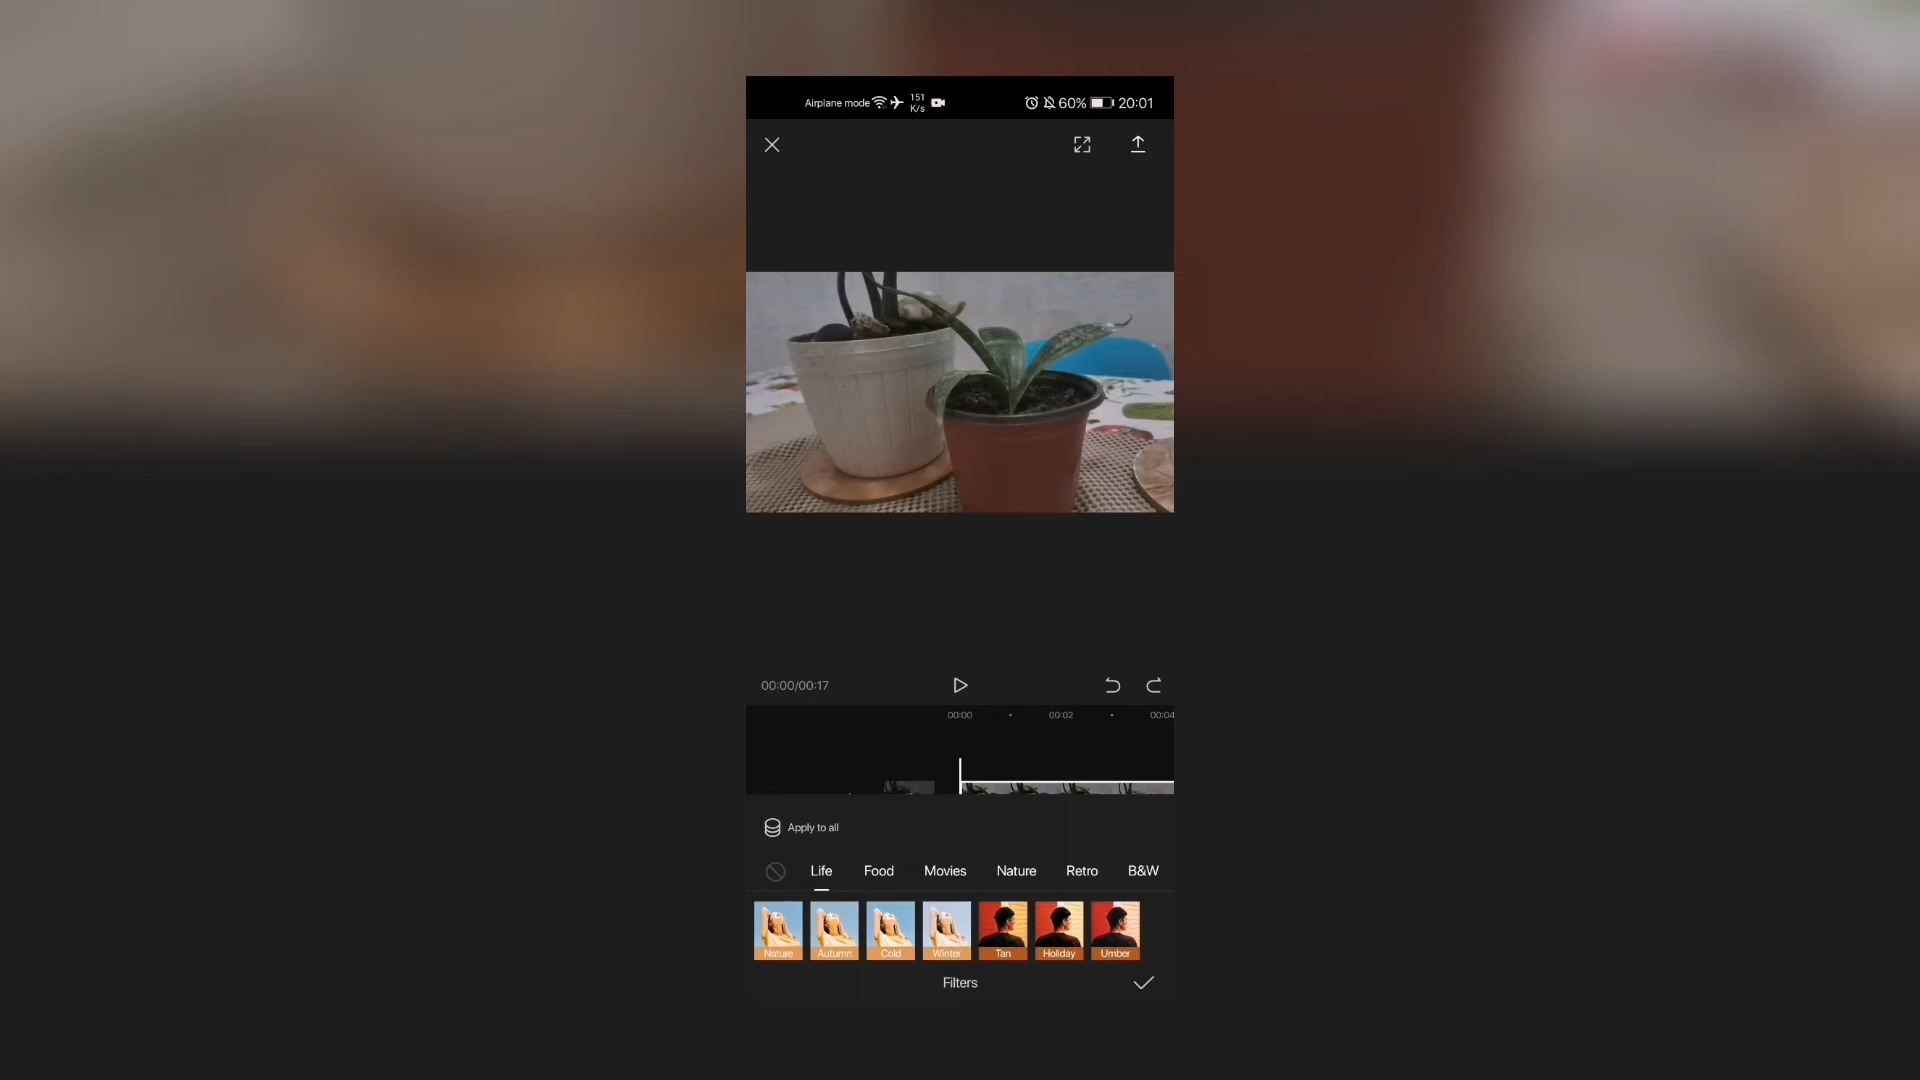 Airplane mode 151 K/s 60% 20:01
00:00/00:17
00:00 00:02 00:04
Apply to all
Life Food Movies Nature Retro B&W
Nature Autumn Cold Winter Tan Holiday Umber
Filters